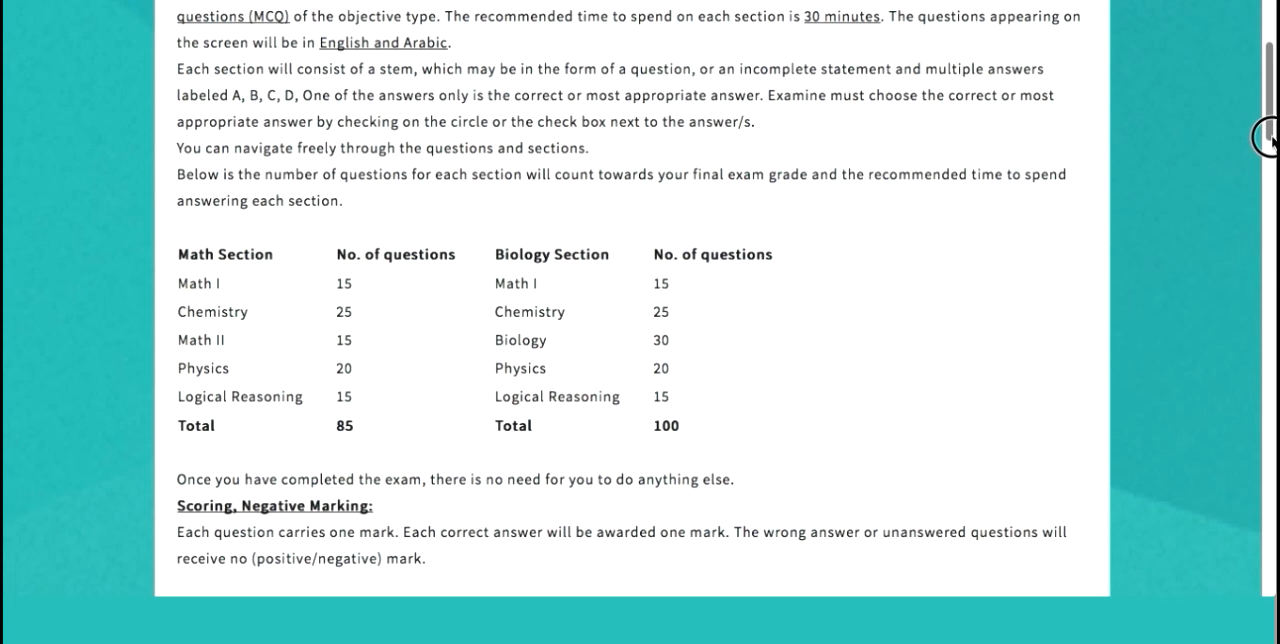 questions (MCQ) of the objective type. The recommended time to spend on each section is 30 minutes. The questions appearing on
the screen will be in English and Arabic.
Each section will consist of a stem, which may be in the form of a question, or an incomplete statement and multiple answers
labeled A, B, C, D, One of the answers only is the correct or most appropriate answer. Examine must choose the correct or most
appropriate answer by checking on the circle or the check box next to the answer/s.
You can navigate freely through the questions and sections.
Below is the number of questions for each section will count towards your final exam grade and the recommended time to spend
answering each section.
Math Section No. of questions Biology Section No. of questions
Math I 15 Math I 15
Chemistry 25 Chemistry 25
Math II 15 Biology 30
Physics 20 Physics 20
Logical Reasoning 15 Logical Reasoning 15
Total 85 Total 100
Once you have completed the exam, there is no need for you to do anything else.
Scoring, Negative Marking:
Each question carries one mark. Each correct answer will be awarded one mark. The wrong answer or unanswered questions will
receive no (positive/negative) mark.